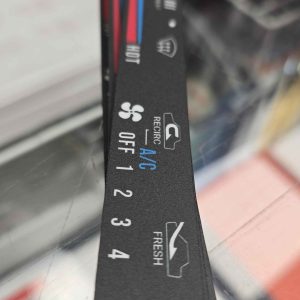 HOT
RECIRC
A/C
OFF 1 2 3 4
FRESH